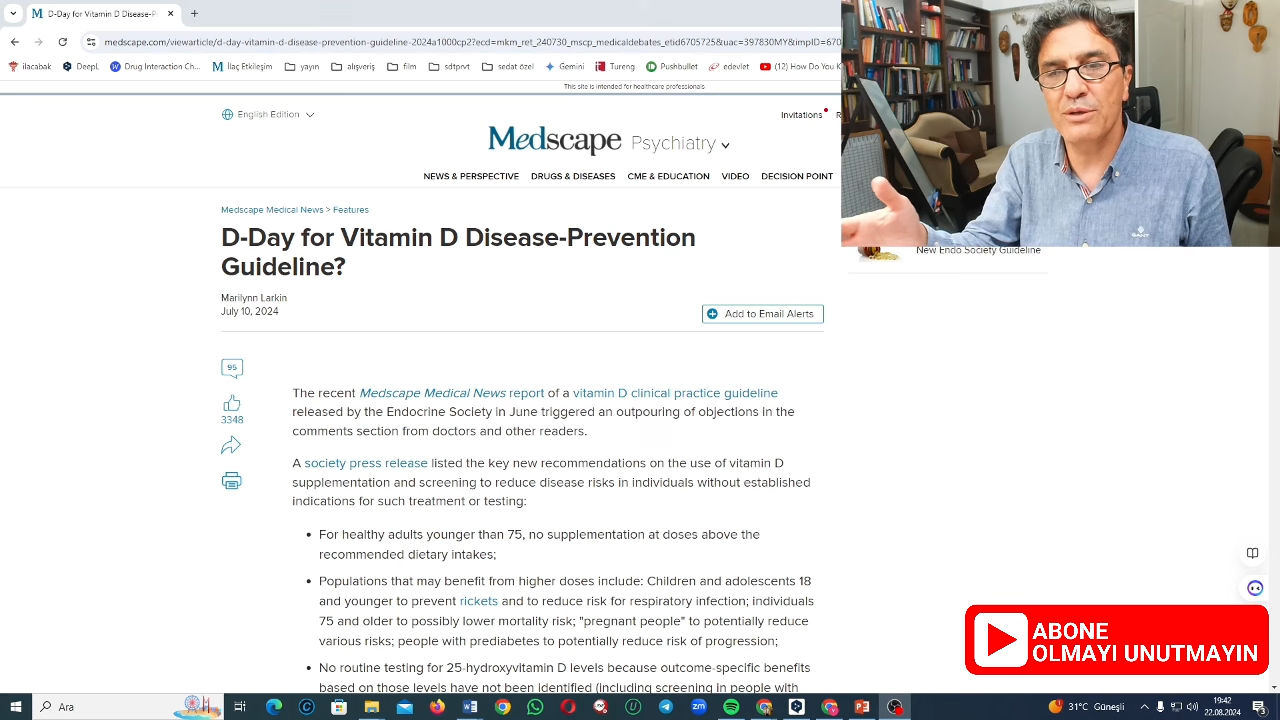 D-Day for Vitamin D Disease-P
medscape.com/viewarticle/d-day-vitamin-d-disease-prevention-guideline-2024a1000cn2?ecd=mkm_ret_240730_mscp_medicaldebates_etid6705725&uac=397830MY&impID=670
ilacabak
DeepL
Drug Interaction Ch...
İlaç Etkileşim
yayın
alışveriş
film
sdtprvt
sedat özel
Gemini
Tureng
Pushbullet
edevlet
(12) How Do You K
This site is intended for healthcare professionals
English Edition
Invitations
Medscape Psychiatry
NEWS & PERSPECTIVE
DRUGS & DISEASES
CME & EDUCATION
VIDEO
DECISION POINT
Medscape Medical News > Features
D-Day for Vitamin D Disease-Prevention
Guideline?
New Endo Society Guideline
Marilynn Larkin
July 10, 2024
Add to Email Alerts
95
3348
The recent Medscape Medical News report of a vitamin D clinical practice guideline
released by the Endocrine Society in June triggered an outpouring of objections in the
comments section from doctors and other readers.
A society press release listed the key new recommendations on the use of vitamin D
supplementation and screening to reduce disease risks in individuals without established
indications for such treatment or testing:
• For healthy adults younger than 75, no supplementation at doses above the
recommended dietary intakes;
• Populations that may benefit from higher doses include: Children and adolescents 18
and younger to prevent rickets and to reduce risk for respiratory infection; individuals
75 and older to possibly lower mortality risk; "pregnant people" to potentially reduce
various risks; and people with prediabetes to potentially reduce risk of progression;
• No routine testing for 25-hydroxyvitamin D levels because outcome-specific benefits
based on those levels have not been identified (including screening in people with
GANT
ABONE
OLMAYI UNUTMAYIN
Ara
31°C Güneşli
19:42
22.08.2024